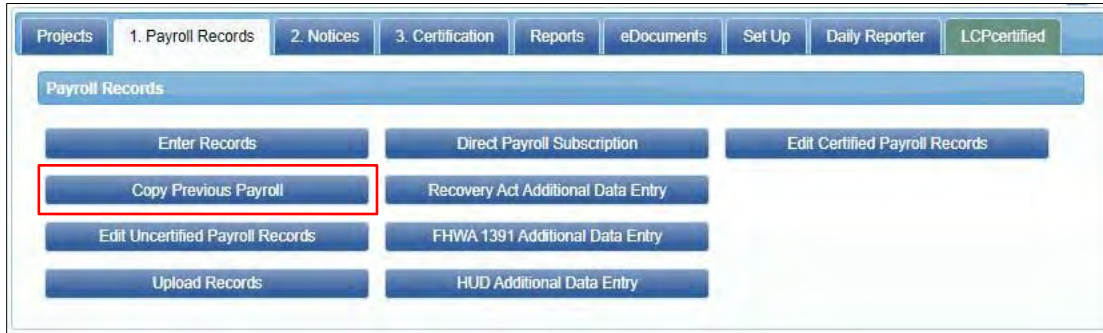 Projects 1. Payroll Records 2. Notices 3. Certification Reports eDocuments Set Up Daily Reporter LCPcertified
Payroll Records
Enter Records Direct Payroll Subscription Edit Certified Payroll Records
Copy Previous Payroll Recovery Act Additional Data Entry
Edit Uncertified Payroll Records FHWA 1391 Additional Data Entry
Upload Records HUD Additional Data Entry